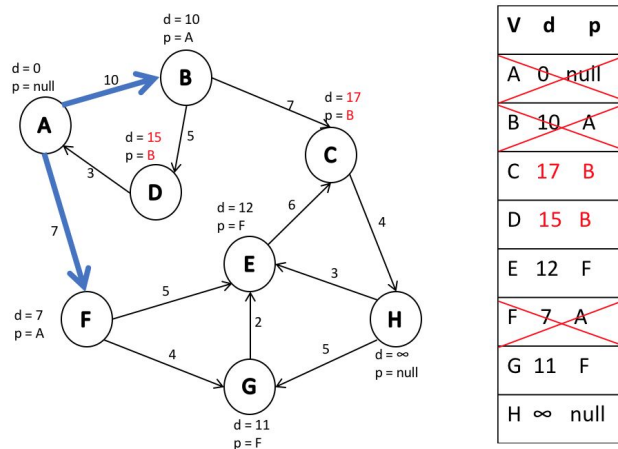 d = 10
p = A
B
d = 0
p = null
A
10
7
d = 17
p = B
C
d = 15
p = B
D
5
3
7
d = 12
p = F
E
6
4
5
3
d = 7
p = A
F
H
2
4
5
d = ∞
p = null
G
d = 11
p = F
V d p
A 0 null
B 10 A
C 17 B
D 15 B
E 12 F
F 7 A
G 11 F
H ∞ null